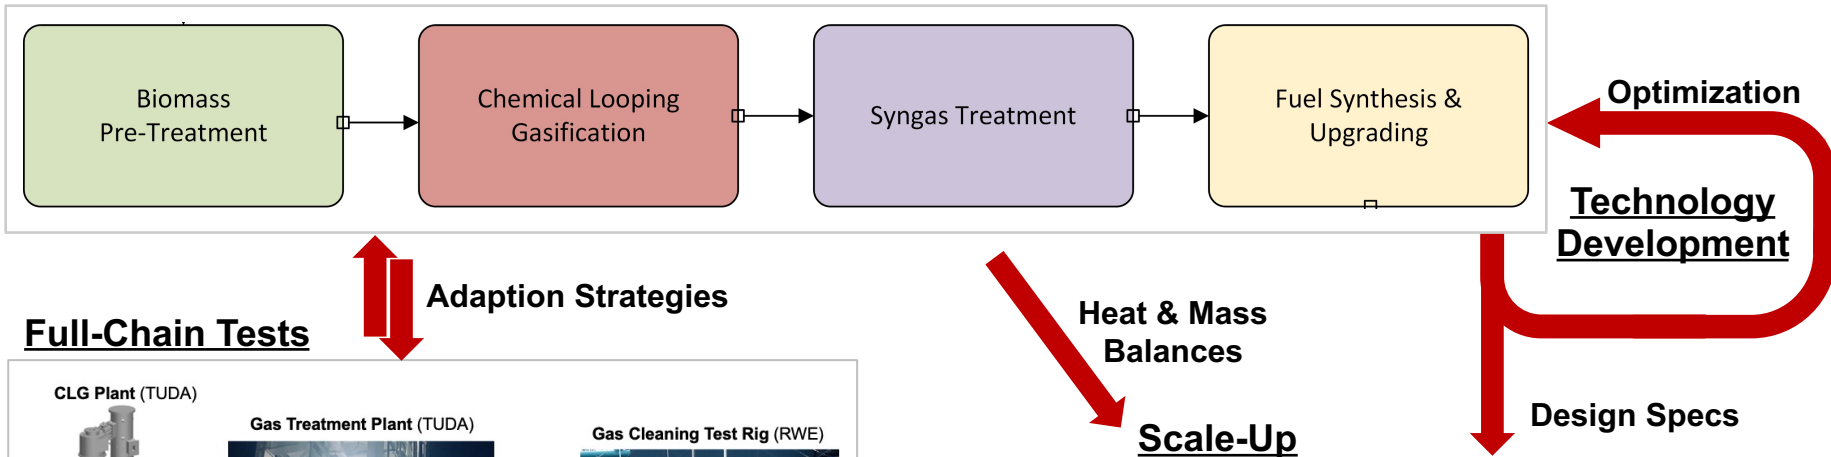 Biomass
Pre-Treatment
Chemical Looping
Gasification
Syngas Treatment
Fuel Synthesis &
Upgrading
Optimization
Technology
Development
Adaption Strategies
Heat & Mass
Balances
Full-Chain Tests
CLG Plant (TUDA)
Gas Treatment Plant (TUDA)
Gas Cleaning Test Rig (RWE)
Scale-Up
Design Specs